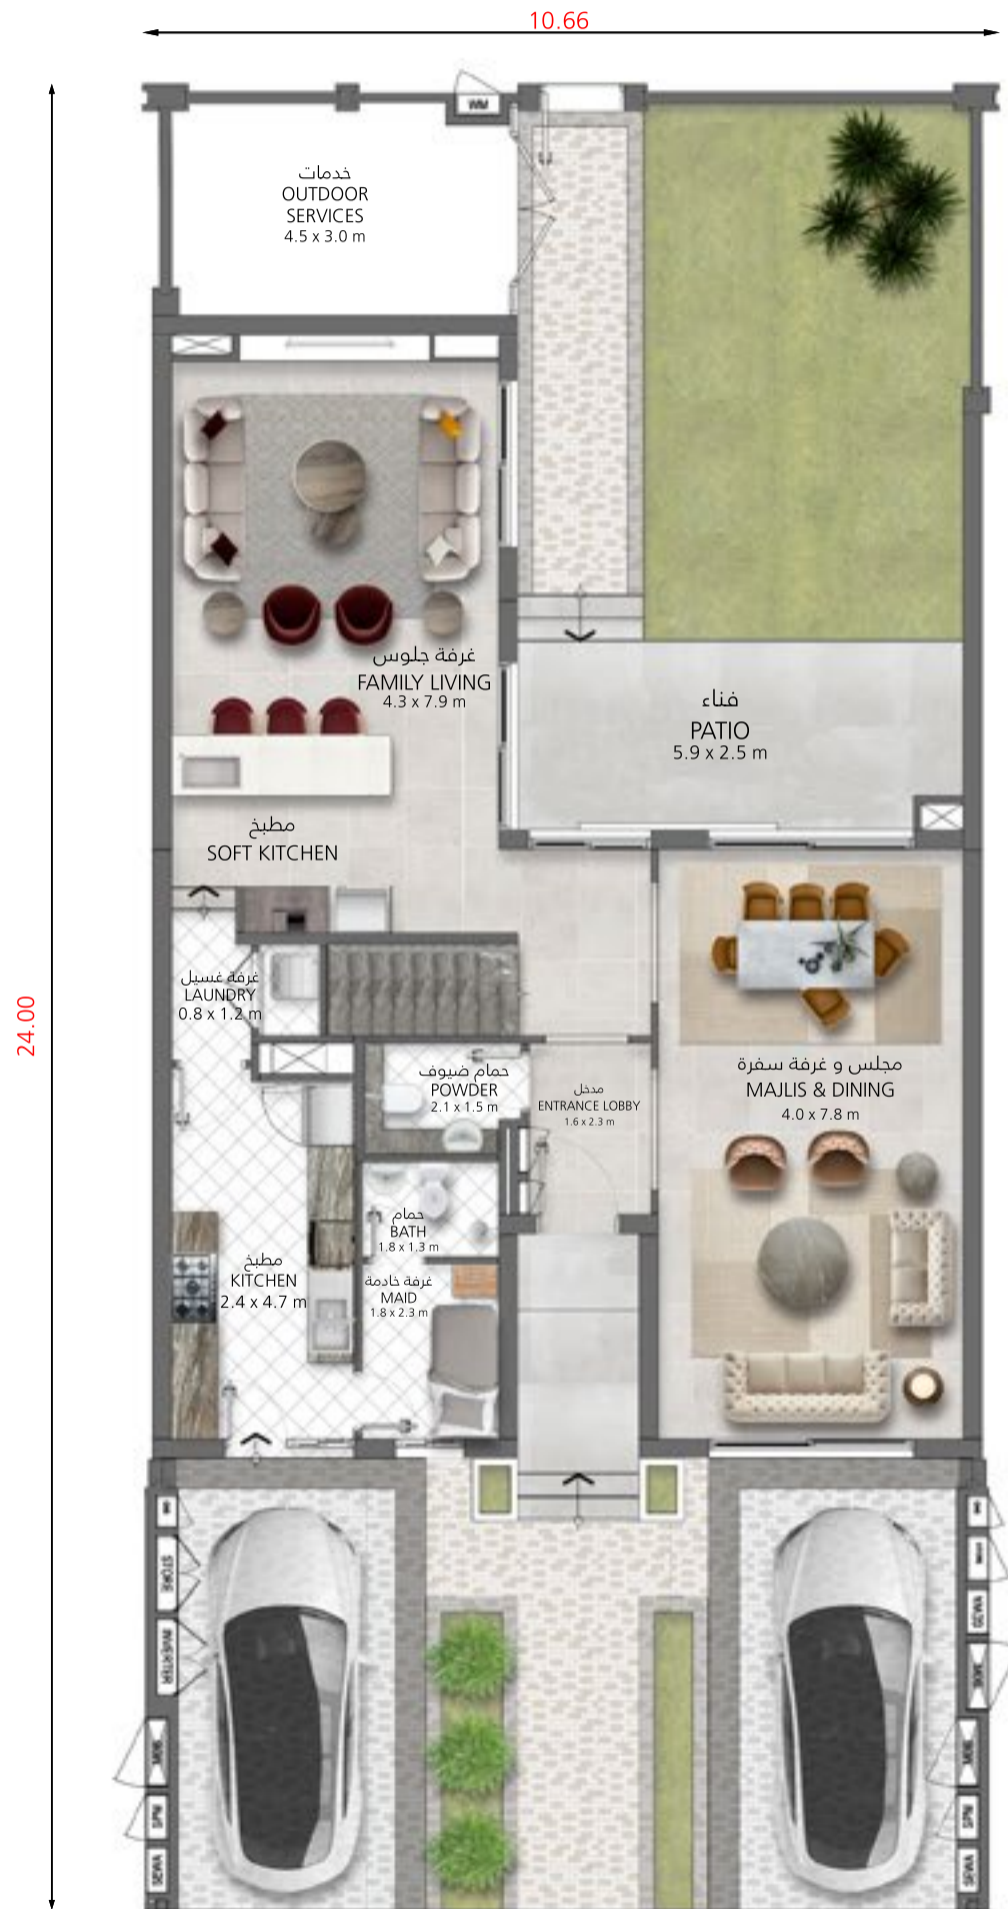 10.66
24.00
WM
خدمات
OUTDOOR
SERVICES
4.5 x 3.0 m
غرفة جلوس
FAMILY LIVING
4.3 x 7.9 m
فناء
PATIO
5.9 x 2.5 m
مطبخ
SOFT KITCHEN
غرفة غسيل
LAUNDRY
0.8 x 1.2 m
حمام ضيوف
POWDER
2.1 x 1.5 m
مدخل
ENTRANCE LOBBY
1.6 x 2.3 m
مجلس و غرفة سفرة
MAJLIS & DINING
4.0 x 7.8 m
حمام
BATH
1.8 x 1.3 m
مطبخ
KITCHEN
2.4 x 4.7 m
غرفة خادمة
MAID
1.8 x 2.3 m
STORE
INVERTER